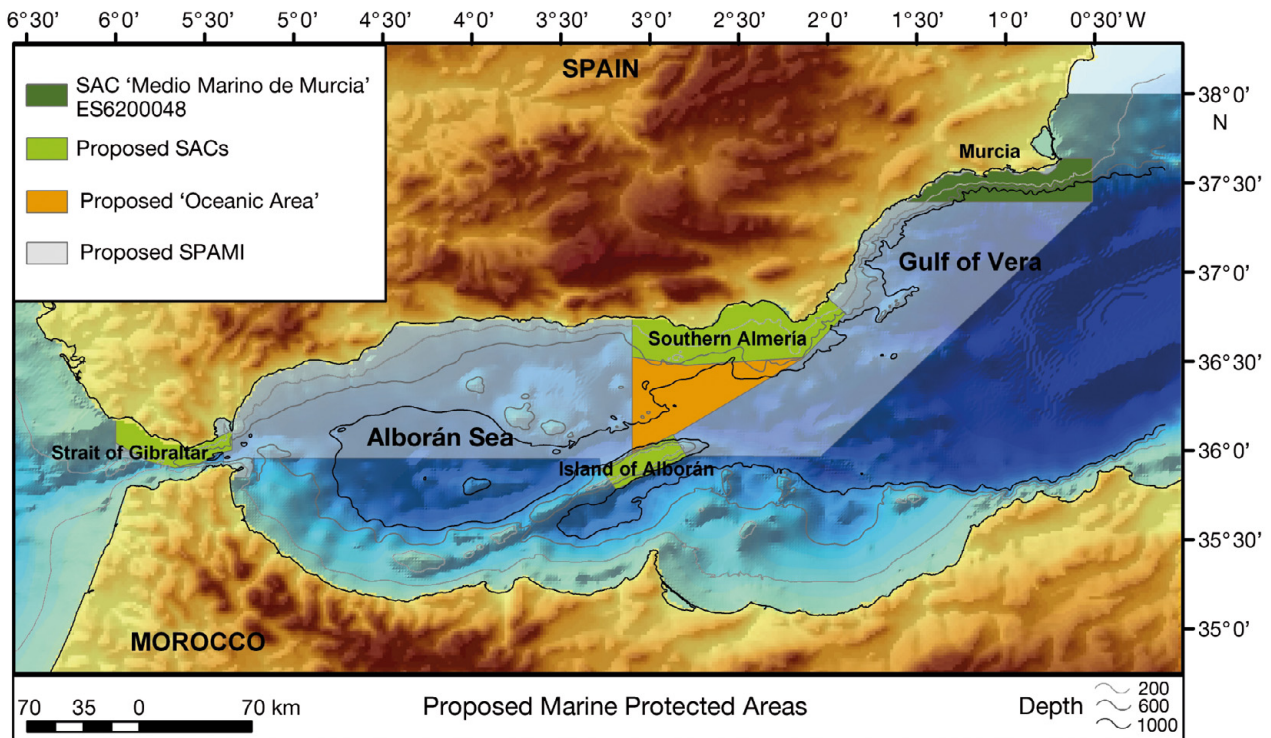 6°30' 6°0' 5°30' 5°0' 4°30' 4°0' 3°30' 3°0' 2°30' 2°0' 1°30' 1°0' 0°30'W
SPAIN
SAC 'Medio Marino de Murcia'
ES6200048
Proposed SACs
Proposed 'Oceanic Area'
Proposed SPAMI
38°0'
N
Murcia
37°30'
Gulf of Vera
37°0'
Southern Almería
36°30'
Alborán Sea
Strait of Gibraltar
36°0'
Island of Alborán
35°30'
MOROCCO
35°0'
70 35 0 70 km
Proposed Marine Protected Areas
Depth
200
600
1000